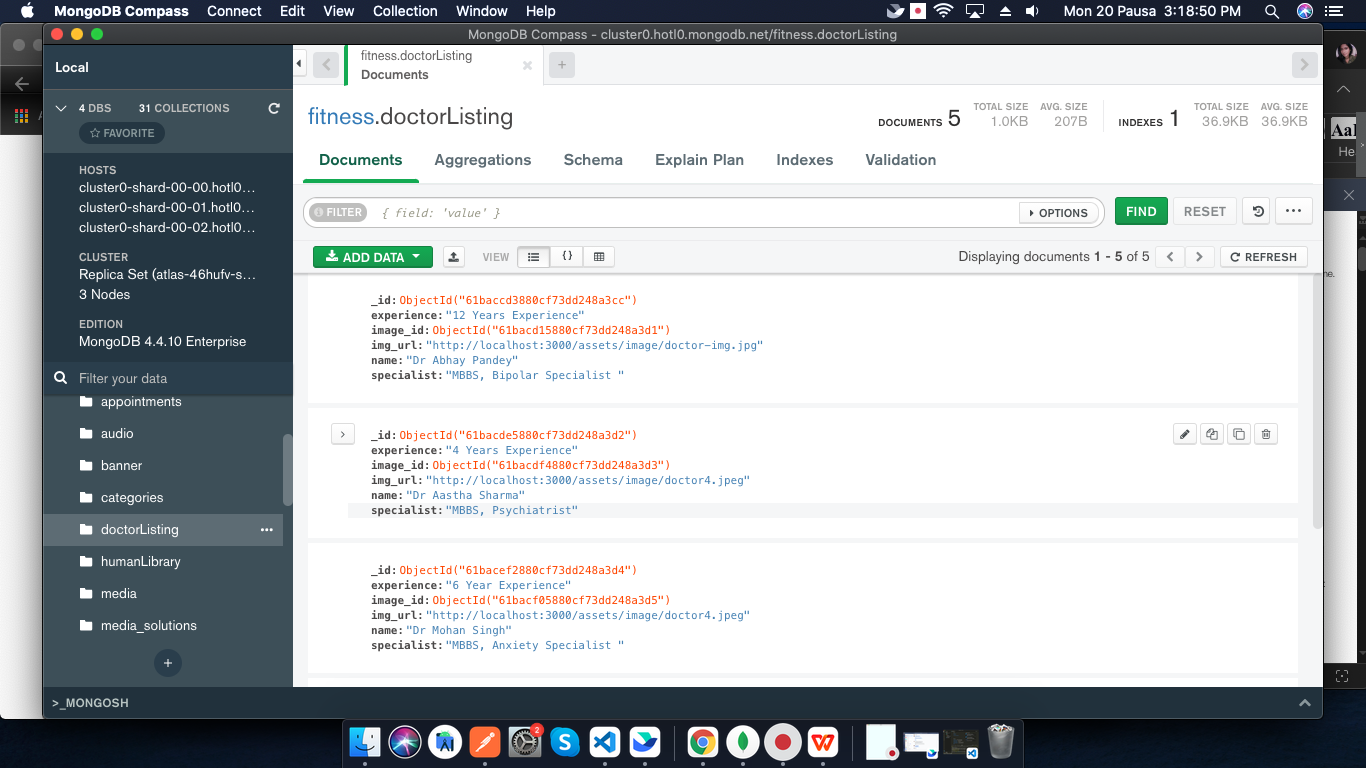 MongoDB Compass Connect Edit View Collection Window Help
Mon 20 Pausa 3:18:50 PM
MongoDB Compass - cluster0.hotl0.mongodb.net/fitness.doctorListing
Local
4 DBS 31 COLLECTIONS
FAVORITE
HOSTS
cluster0-shard-00-00.hotl0...
cluster0-shard-00-01.hotl0...
cluster0-shard-00-02.hotl0...
CLUSTER
Replica Set (atlas-46hufv-s...
3 Nodes
EDITION
MongoDB 4.4.10 Enterprise
Filter your data
appointments
audio
banner
categories
doctorListing
humanLibrary
media
media_solutions
>_MONGOSH
fitness.doctorListing
Documents
fitness.doctorListing
DOCUMENTS 5
TOTAL SIZE
1.0KB
AVG. SIZE
207B
INDEXES 1
TOTAL SIZE
36.9KB
AVG. SIZE
36.9KB
Documents Aggregations Schema Explain Plan Indexes Validation
FILTER { field: 'value' } OPTIONS FIND RESET
ADD DATA VIEW {} Displaying documents 1 - 5 of 5 REFRESH
_id: ObjectId("61baccd3880cf73dd248a3cc")
experience: "12 Years Experience"
image_id: ObjectId("61bacd15880cf73dd248a3d1")
img_url: "http://localhost:3000/assets/image/doctor-img.jpg"
name: "Dr Abhay Pandey"
specialist: "MBBS, Bipolar Specialist "
_id: ObjectId("61bacde5880cf73dd248a3d2")
experience: "4 Years Experience"
image_id: ObjectId("61bacdf4880cf73dd248a3d3")
img_url: "http://localhost:3000/assets/image/doctor4.jpeg"
name: "Dr Aastha Sharma"
specialist: "MBBS, Psychiatrist"
_id: ObjectId("61bacef2880cf73dd248a3d4")
experience: "6 Year Experience"
image_id: ObjectId("61bacf05880cf73dd248a3d5")
img_url: "http://localhost:3000/assets/image/doctor4.jpeg"
name: "Dr Mohan Singh"
specialist: "MBBS, Anxiety Specialist "
2